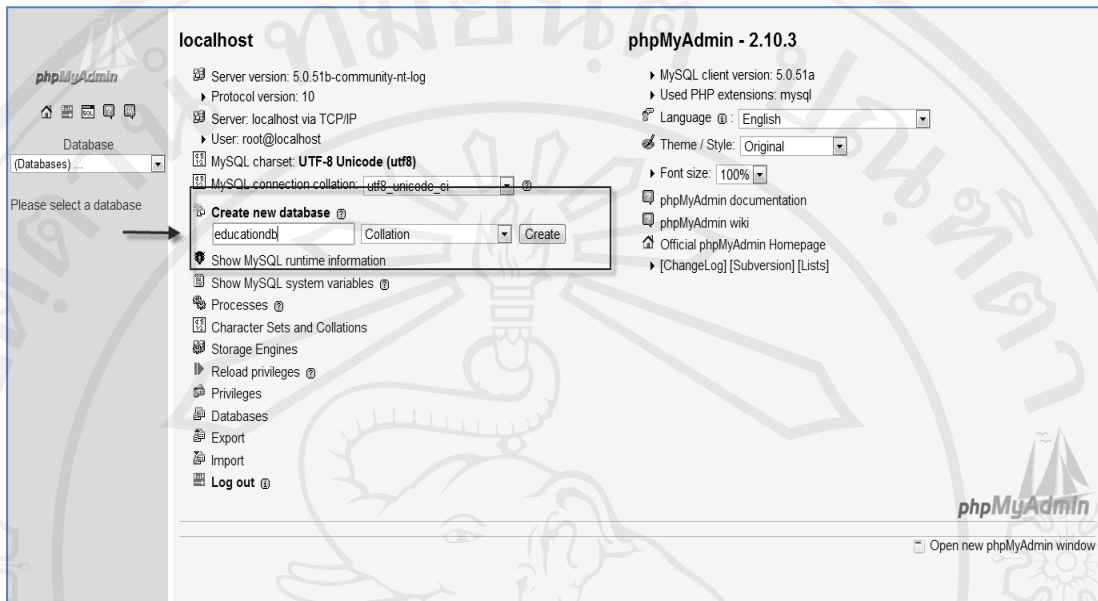 phpMyAdmin
Database
(Databases) ...
Please select a database
localhost
Server version: 5.0.51b-community-nt-log
Protocol version: 10
Server: localhost via TCP/IP
User: root@localhost
MySQL charset: UTF-8 Unicode (utf8)
MySQL connection collation: utf8_unicode_ci
Create new database
educationdb Collation Create
Show MySQL runtime information
Show MySQL system variables
Processes
Character Sets and Collations
Storage Engines
Reload privileges
Privileges
Databases
Export
Import
Log out
phpMyAdmin - 2.10.3
MySQL client version: 5.0.51a
Used PHP extensions: mysql
Language : English
Theme / Style: Original
Font size: 100%
phpMyAdmin documentation
phpMyAdmin wiki
Official phpMyAdmin Homepage
[ChangeLog] [Subversion] [Lists]
phpMyAdmin
Open new phpMyAdmin window